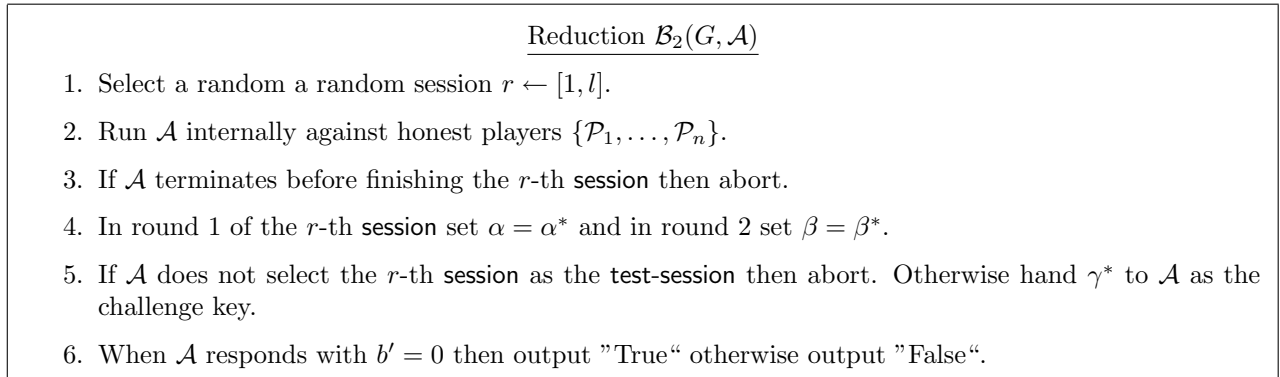 Reduction B₂(G, A)
1. Select a random a random session r ← [1, l].
2. Run A internally against honest players {P₁, . . . , Pₙ}.
3. If A terminates before finishing the r-th session then abort.
4. In round 1 of the r-th session set α = α* and in round 2 set β = β*.
5. If A does not select the r-th session as the test-session then abort. Otherwise hand γ* to A as the
challenge key.
6. When A responds with b′ = 0 then output ”True“ otherwise output ”False“.